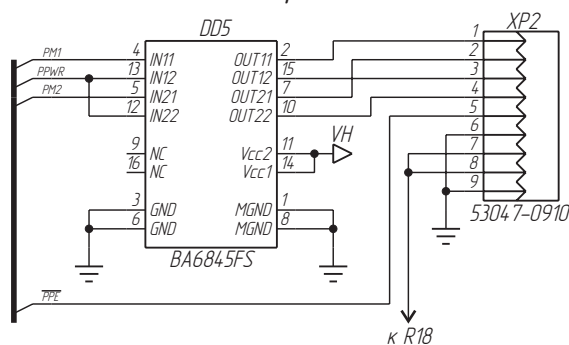 DD5
XP2
PM1 4 IN11 OUT11 2 1
PPWR 13 IN12 OUT12 15 2
PM2 5 IN21 OUT21 7 3
12 IN22 OUT22 10 4
5
9 NC Vcc2 11 VH 6
16 NC Vcc1 14 7
8
3 GND MGND 1 9
6 GND MGND 8
BA6845FS
53047-0910
PPE
к R18